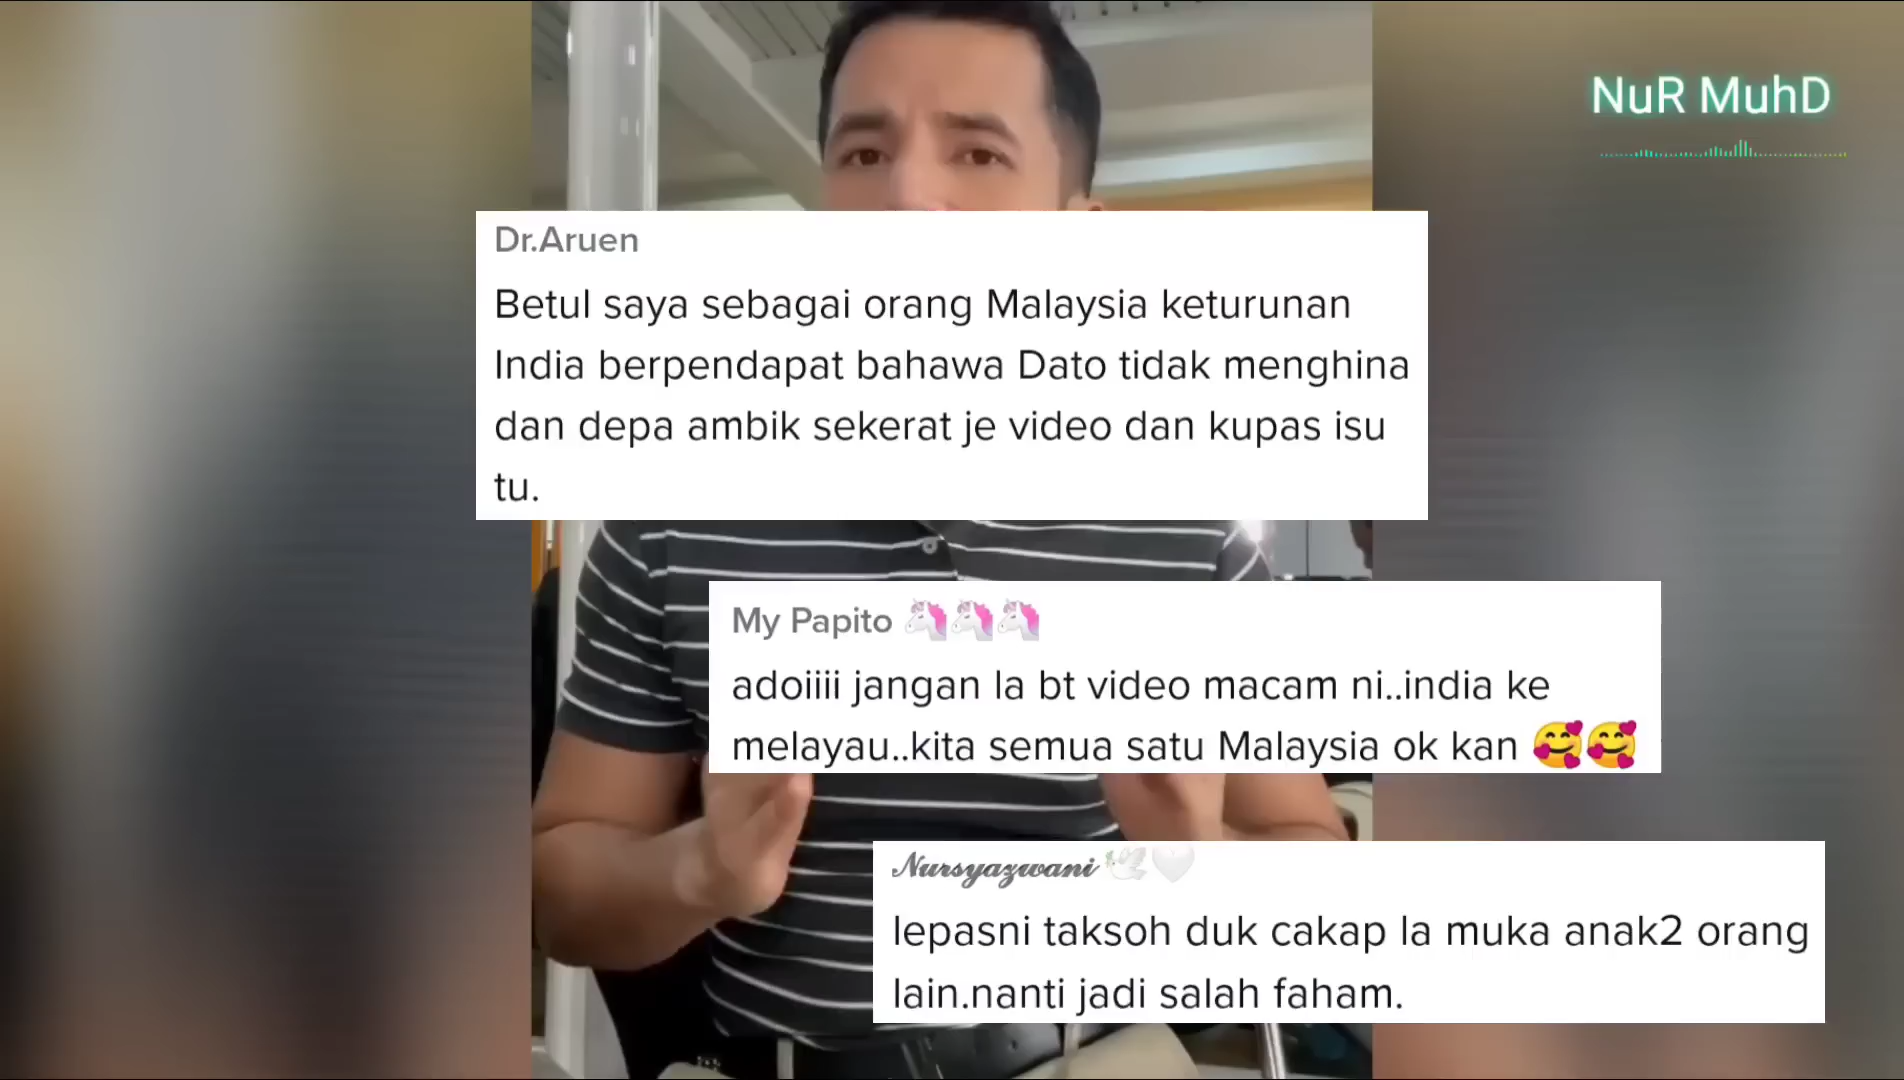 NuR MuhD
Dr.Aruen
Betul saya sebagai orang Malaysia keturunan
India berpendapat bahawa Dato tidak menghina
dan depa ambik sekerat je video dan kupas isu
tu.
My Papito 🦄🦄🦄
adoiiii jangan la bt video macam ni..india ke
melayau..kita semua satu Malaysia ok kan 🥰🥰
Nursyazwani🕊️🤍
lepasni taksoh duk cakap la muka anak2 orang
lain.nanti jadi salah faham.